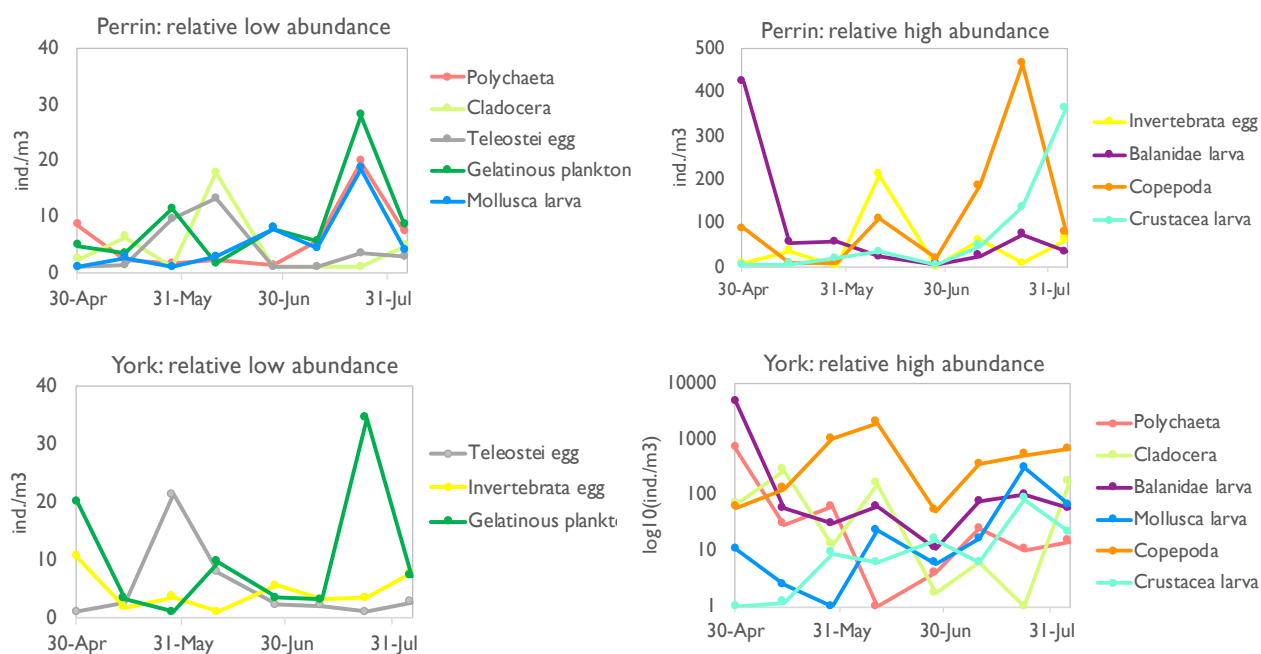 Perrin: relative low abundance
40
30
20
10
0
ind./m3
30-Apr 31-May 30-Jun 31-Jul
Polychaeta
Cladocera
Teleostei egg
Gelatinous plankton
Mollusca larva
Perrin: relative high abundance
500
400
300
200
100
0
ind./m3
30-Apr 31-May 30-Jun 31-Jul
Invertebrata egg
Balanidae larva
Copepoda
Crustacea larva
York: relative low abundance
40
30
20
10
0
ind./m3
30-Apr 31-May 30-Jun 31-Jul
Teleostei egg
Invertebrata egg
Gelatinous plankt
York: relative high abundance
10000
1000
100
10
1
log10(ind./m3)
30-Apr 31-May 30-Jun 31-Jul
Polychaeta
Cladocera
Balanidae larva
Mollusca larva
Copepoda
Crustacea larva